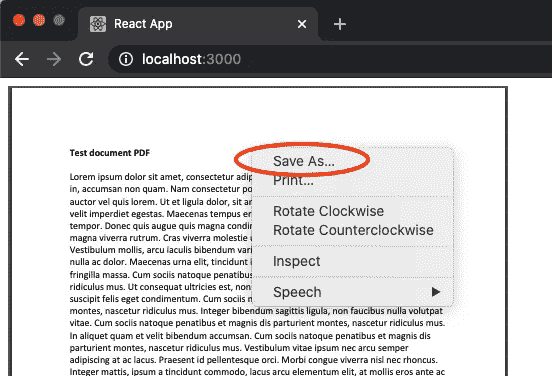 React App
localhost:3000
Test document PDF
Save As...
Print...
Rotate Clockwise
Rotate Counterclockwise
Inspect
Speech
Lorem ipsum dolor sit amet, consectetur adip
in, accumsan non quam. Nam consectetur po
auctor vel quis lorem. Ut et ligula dolor, sit am
velit imperdiet egestas. Maecenas tempus er
tempor. Donec quis augue quis magna condi
magna viverra rutrum. Cras viverra molestie
Vestibulum mollis, arcu iaculis bibendum vari
nulla ac dolor. Maecenas urna elit, tincidunt i
fringilla massa. Cum sociis natoque penatibus
ridiculus mus. Ut consequat ultricies est, non
suscipit felis eget condimentum. Cum sociis n
montes, nascetur ridiculus mus. Integer bibendum sagittis ligula, non faucibus nulla volutpat
vitae. Cum sociis natoque penatibus et magnis dis parturient montes, nascetur ridiculus mus.
In aliquet quam et velit bibendum accumsan. Cum sociis natoque penatibus et magnis dis
parturient montes, nascetur ridiculus mus. Vestibulum vitae ipsum nec arcu semper
adipiscing at ac lacus. Praesent id pellentesque orci. Morbi congue viverra nisl nec rhoncus.
Integer mattis, ipsum a tincidunt commodo, lacus arcu elementum elit, at mollis eros ante ac